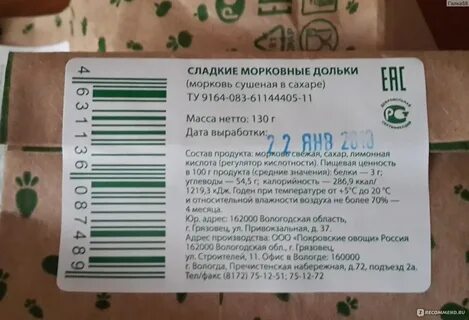 Галка58
СЛАДКИЕ МОРКОВНЫЕ ДОЛЬКИ
(морковь сушеная в сахаре)
ТУ 9164-083-61144405-11
Масса нетто: 130 г
Дата выработки: 22 ЯНВ
Состав продукта: морковь свежая, сахар, лимонная
кислота (регулятор кислотности). Пищевая ценность
в 100 г продукта (средние значения): белки — 3 г;
углеводы — 54,5 г; калорийность — 286,9 ккал/
1219,3 кДж. Годен при температуре от +5°С до 20 °С
и относительной влажности воздуха не более 70% —
4 месяца.
Юр. адрес: 162000 Вологодская область,
г. Грязовец, ул. Привокзальная, д. 37.
Адрес производства: ООО «Покровские овощи» Россия
162000 Вологодская обл., г. Грязовец,
ул. Строителей, 11. Офис в Вологде: 160000
г. Вологда, Пречистенская набережная, д.72, подъезд 2а.
Тел/факс (8172) 75-12-51; 75-12-72
4 631136 087489
ЕАС
ДОБРОВОЛЬНАЯ
СЕРТИФИКАЦИЯ
RECOMMEND.RU